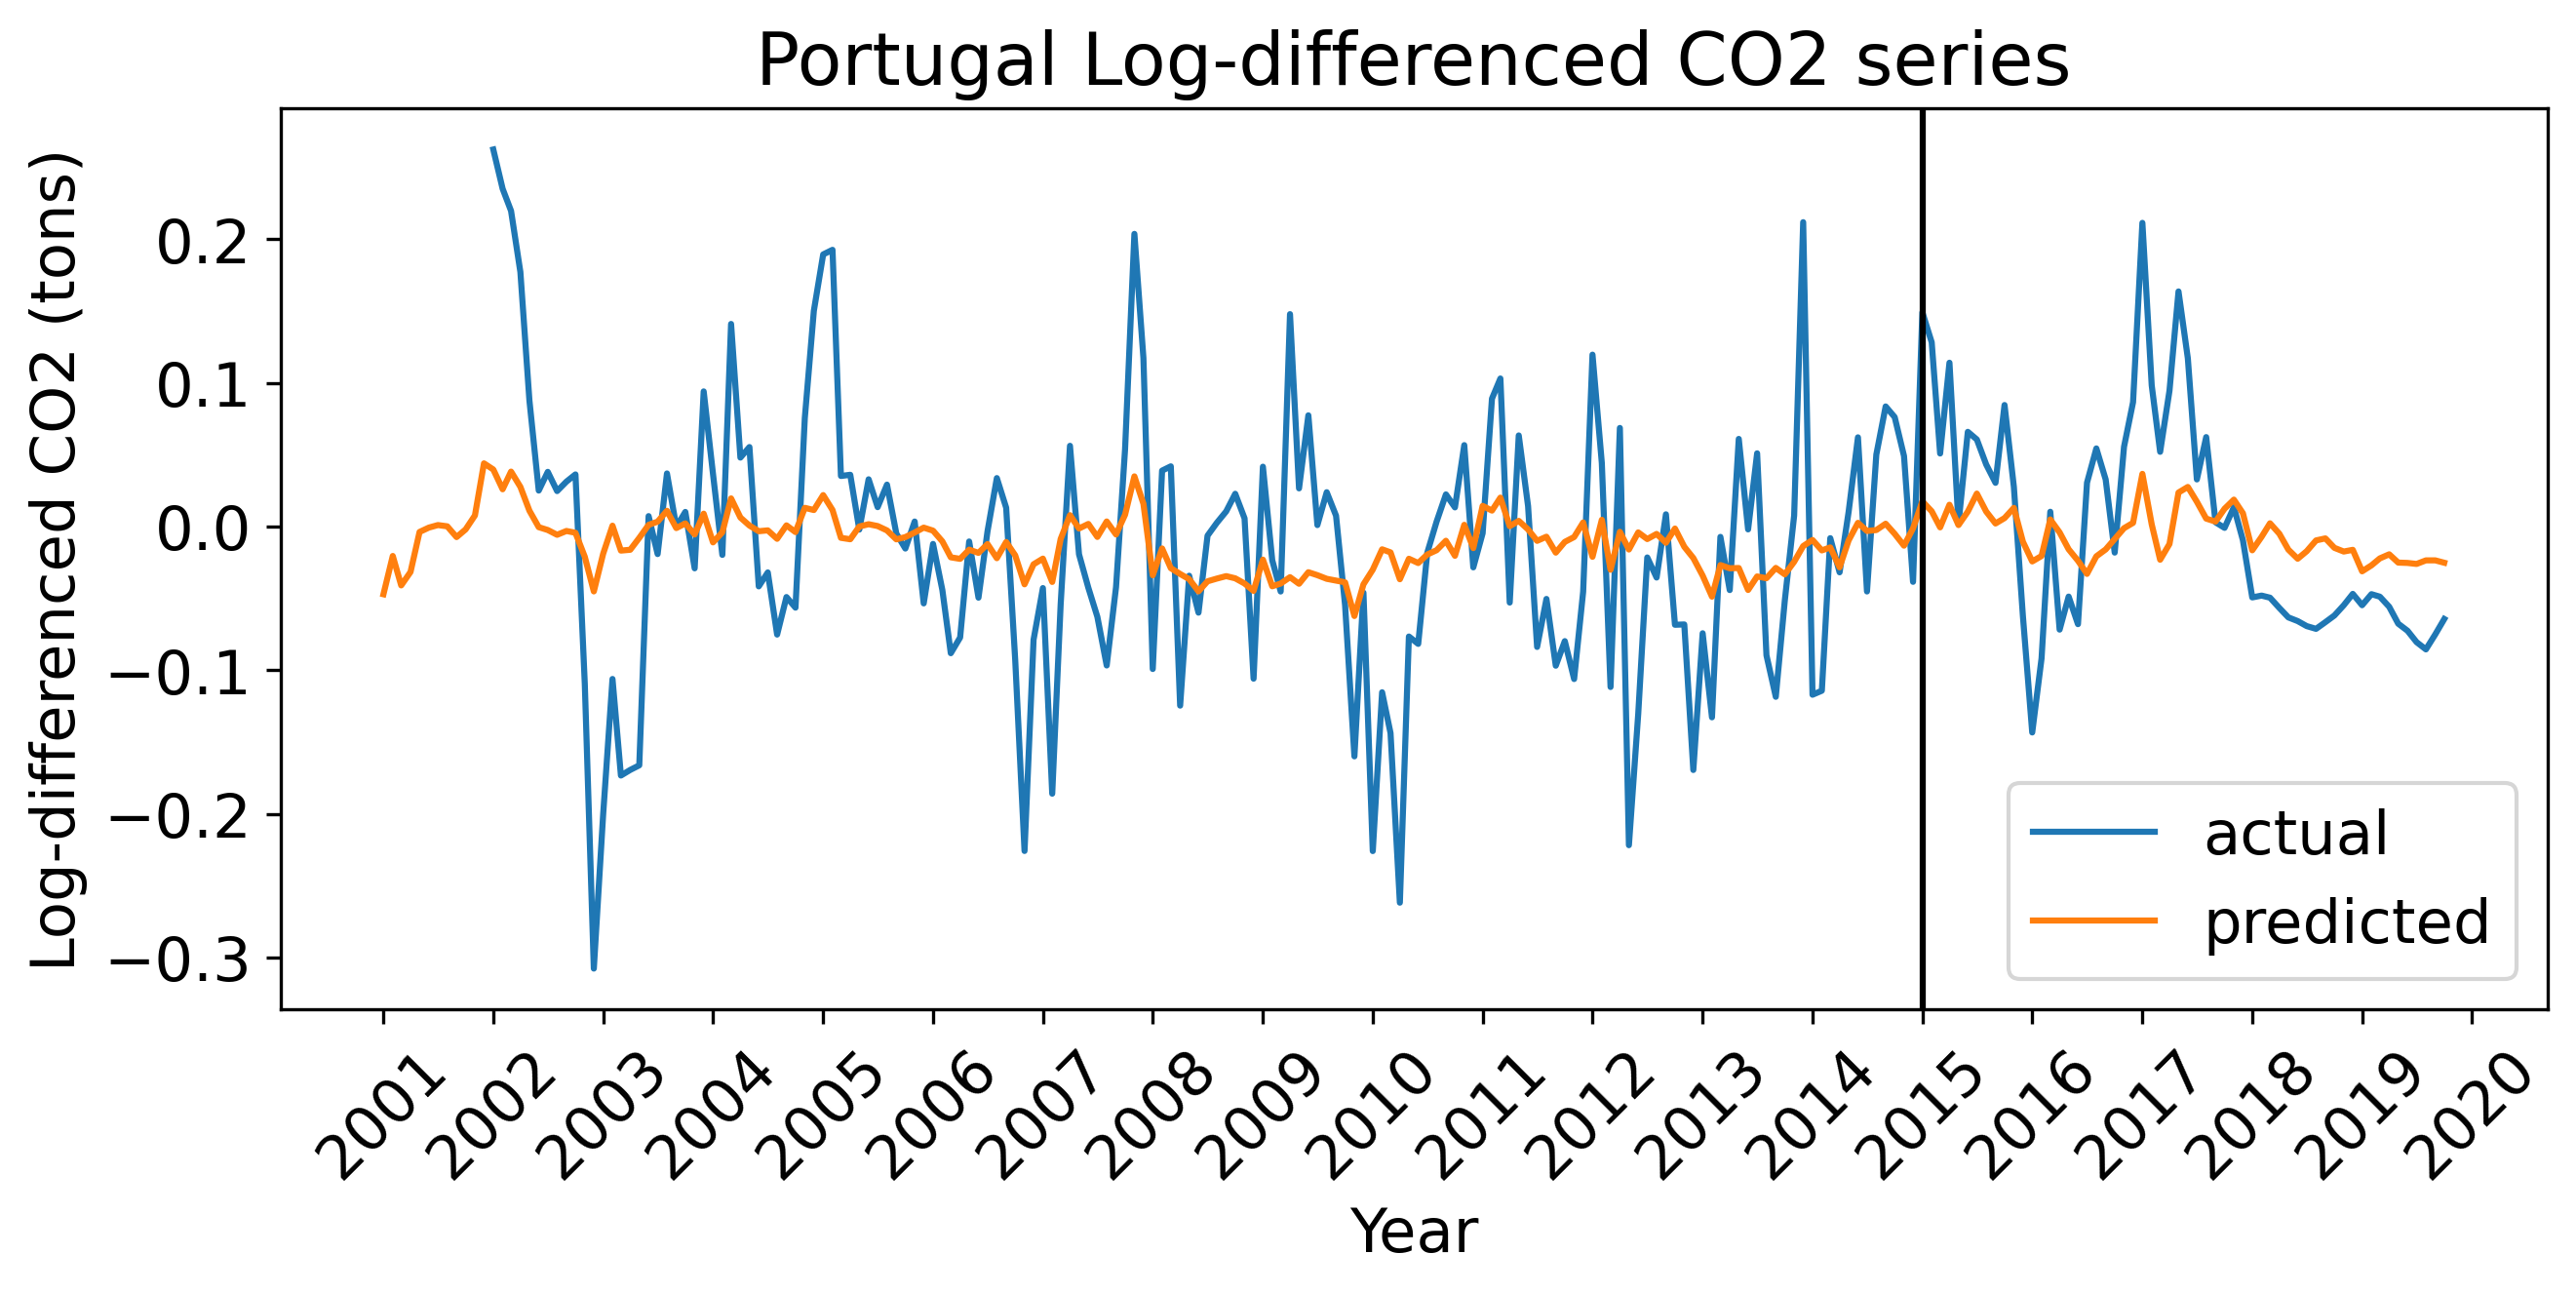 Portugal Log-differenced CO2 series
Log-differenced CO2 (tons)
0.2
0.1
0.0
−0.1
−0.2
−0.3
actual
predicted
2001 2002 2003 2004 2005 2006 2007 2008 2009 2010 2011 2012 2013 2014 2015 2016 2017 2018 2019 2020
Year